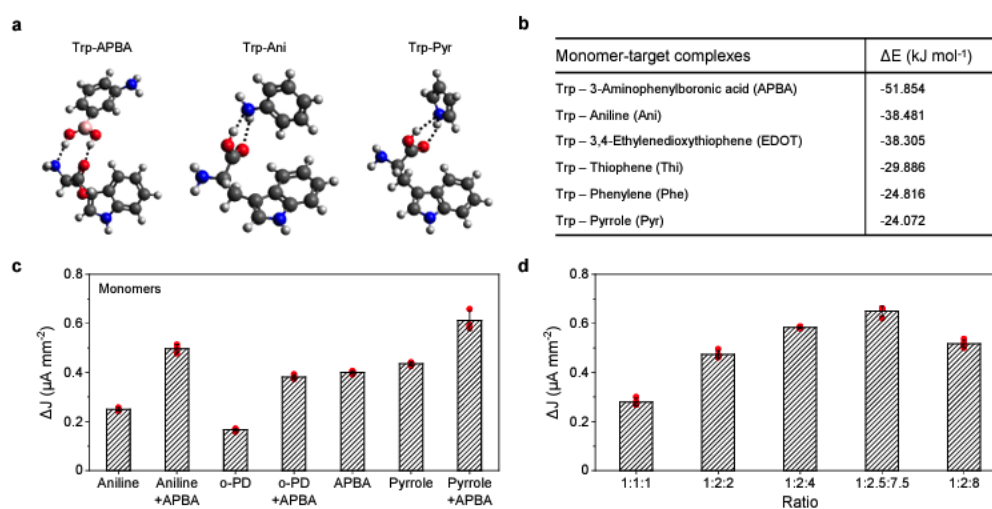 a
Trp-APBA
Trp-Ani
Trp-Pyr
b
Monomer-target complexes ΔE (kJ mol⁻¹)
Trp – 3-Aminophenylboronic acid (APBA) -51.854
Trp – Aniline (Ani) -38.481
Trp – 3,4-Ethylenedioxythiophene (EDOT) -38.305
Trp – Thiophene (Thi) -29.886
Trp – Phenylene (Phe) -24.816
Trp – Pyrrole (Pyr) -24.072
c
Monomers
ΔJ (µA mm⁻²)
0.8
0.6
0.4
0.2
0
Aniline
Aniline
+APBA
o-PD
o-PD
+APBA
APBA
Pyrrole
Pyrrole
+APBA
d
ΔJ (µA mm⁻²)
0.8
0.6
0.4
0.2
0
1:1:1
1:2:2
1:2:4
1:2.5:7.5
1:2:8
Ratio